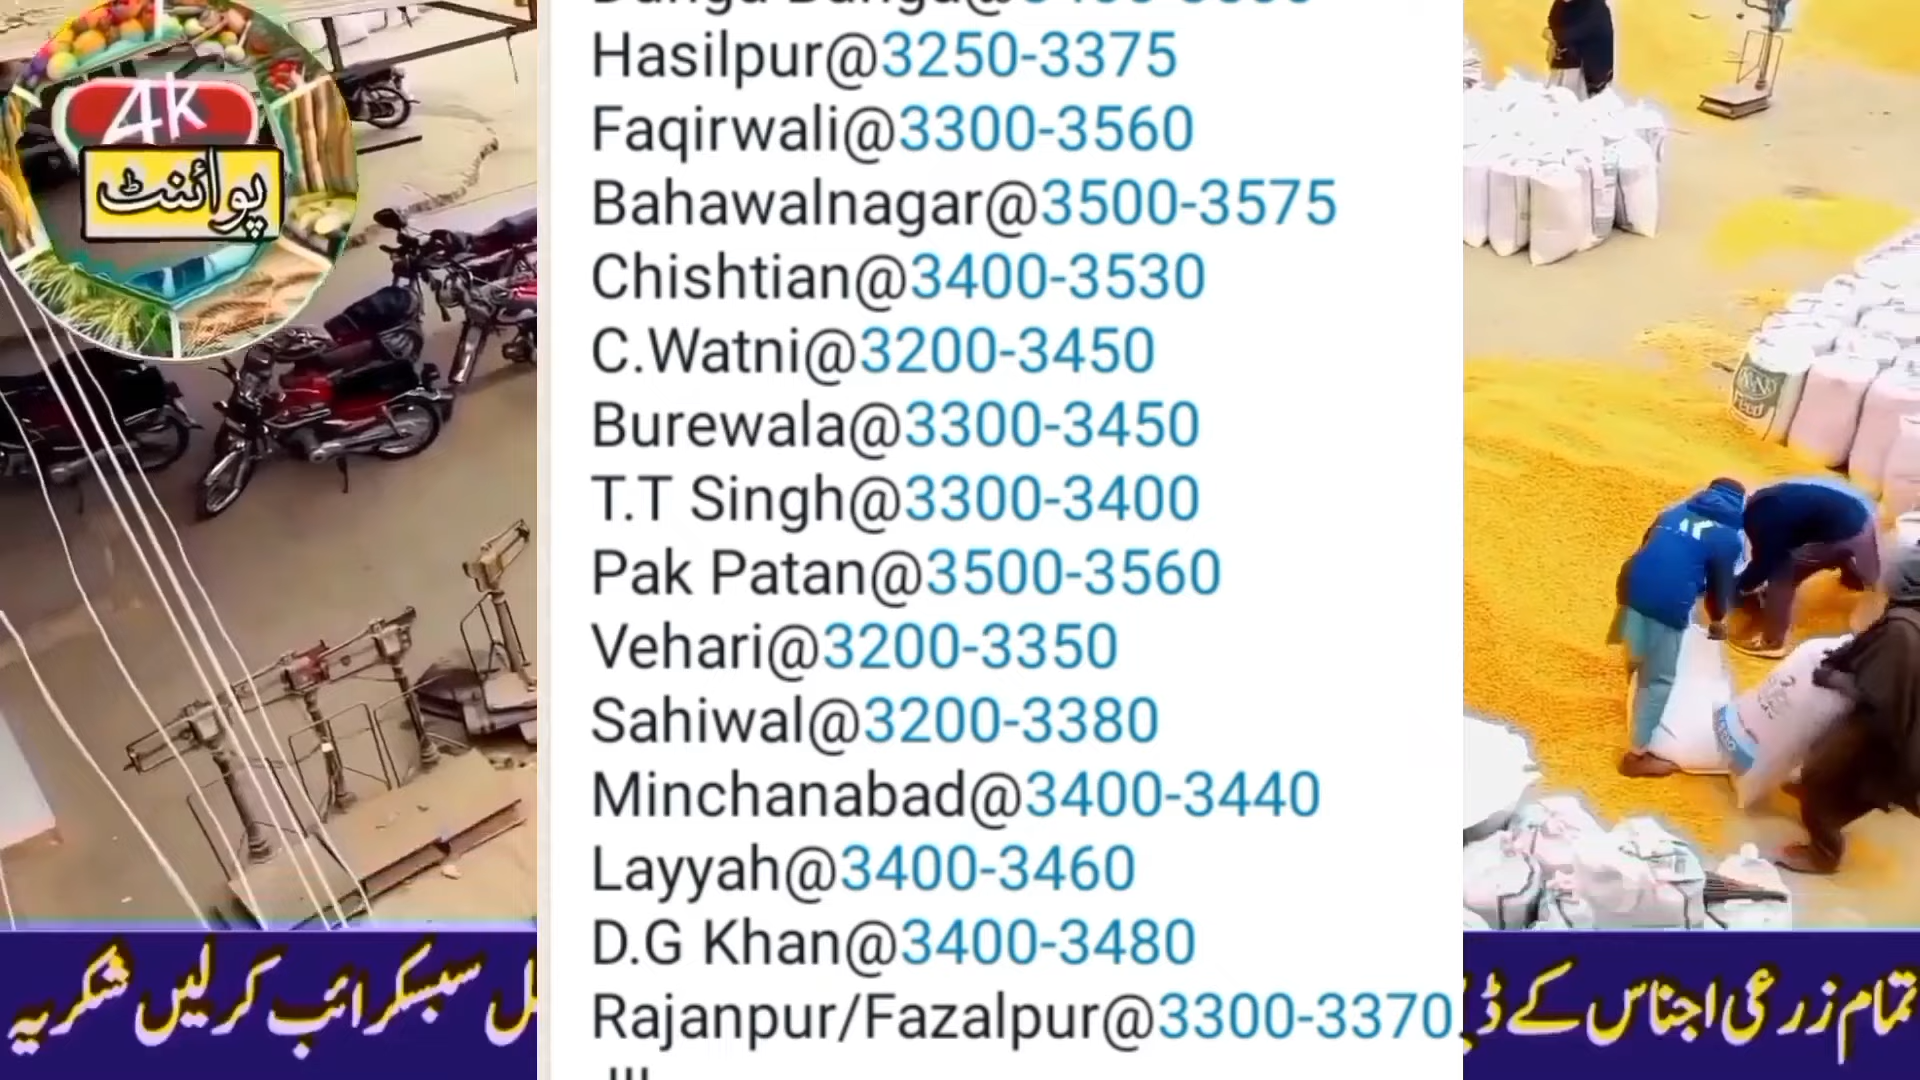 4k
پوائنٹ
Hasilpur@3250-3375
Faqirwali@3300-3560
Bahawalnagar@3500-3575
Chishtian@3400-3530
C.Watni@3200-3450
Burewala@3300-3450
T.T Singh@3300-3400
Pak Patan@3500-3560
Vehari@3200-3350
Sahiwal@3200-3380
Minchanabad@3400-3440
Layyah@3400-3460
D.G Khan@3400-3480
Rajanpur/Fazalpur@3300-3370
تمام زرعی اجناس کے
سبسکرائب کرلیں شکریہ
Feed